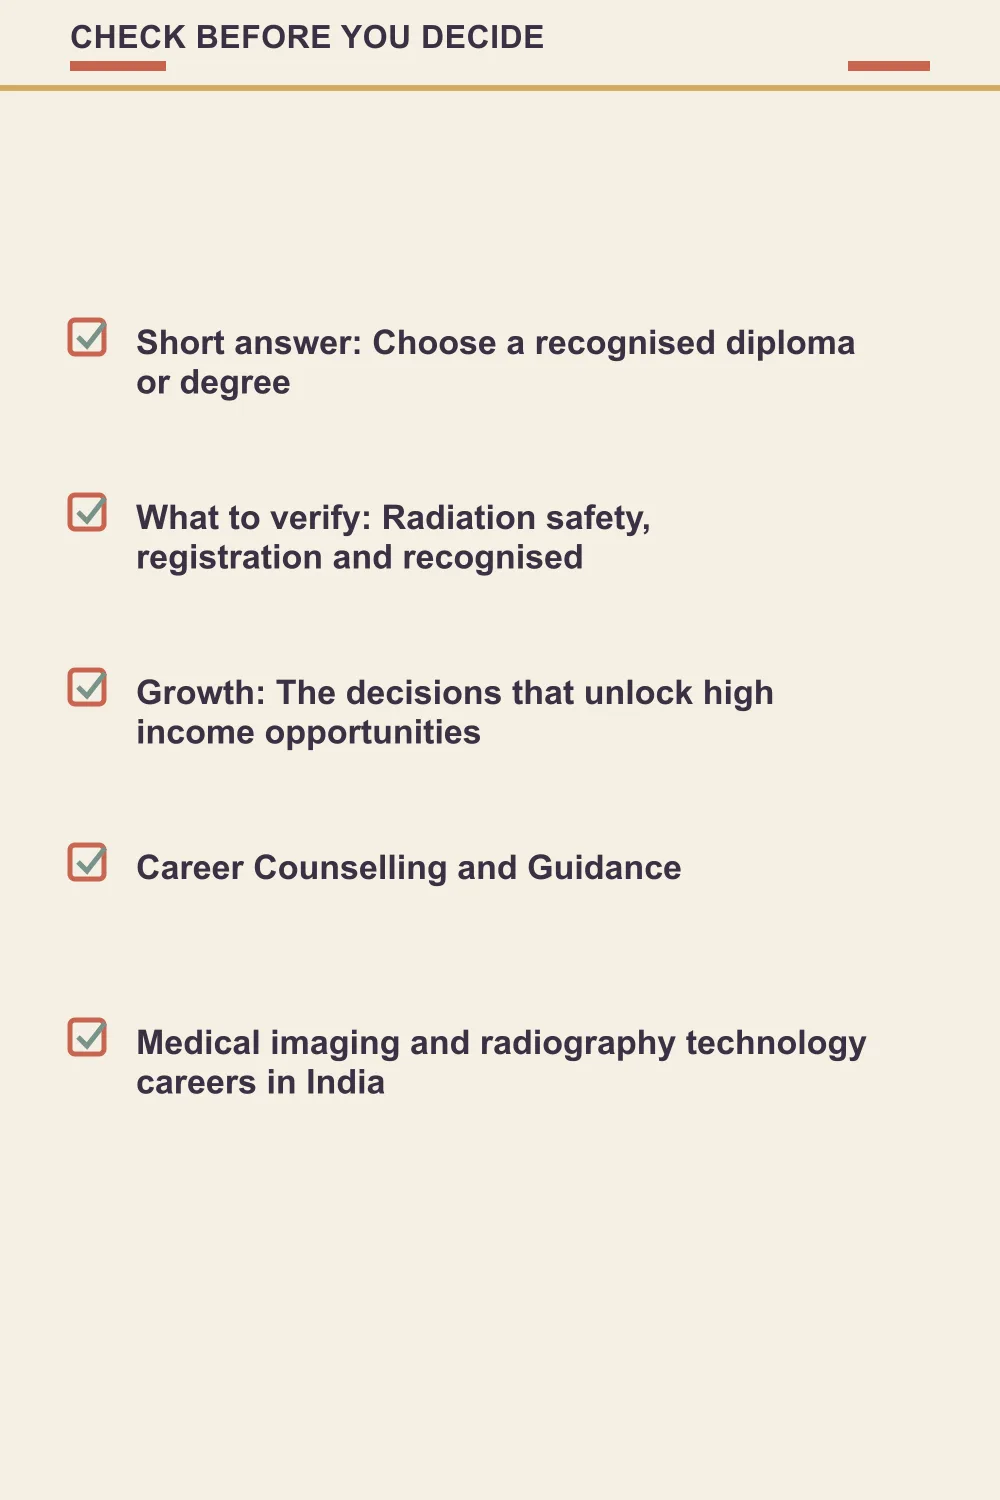 CHECK BEFORE YOU DECIDE
Short answer: Choose a recognised diploma
or degree
What to verify: Radiation safety,
registration and recognised
Growth: The decisions that unlock high
income opportunities
Career Counselling and Guidance
Medical imaging and radiography technology
careers in India